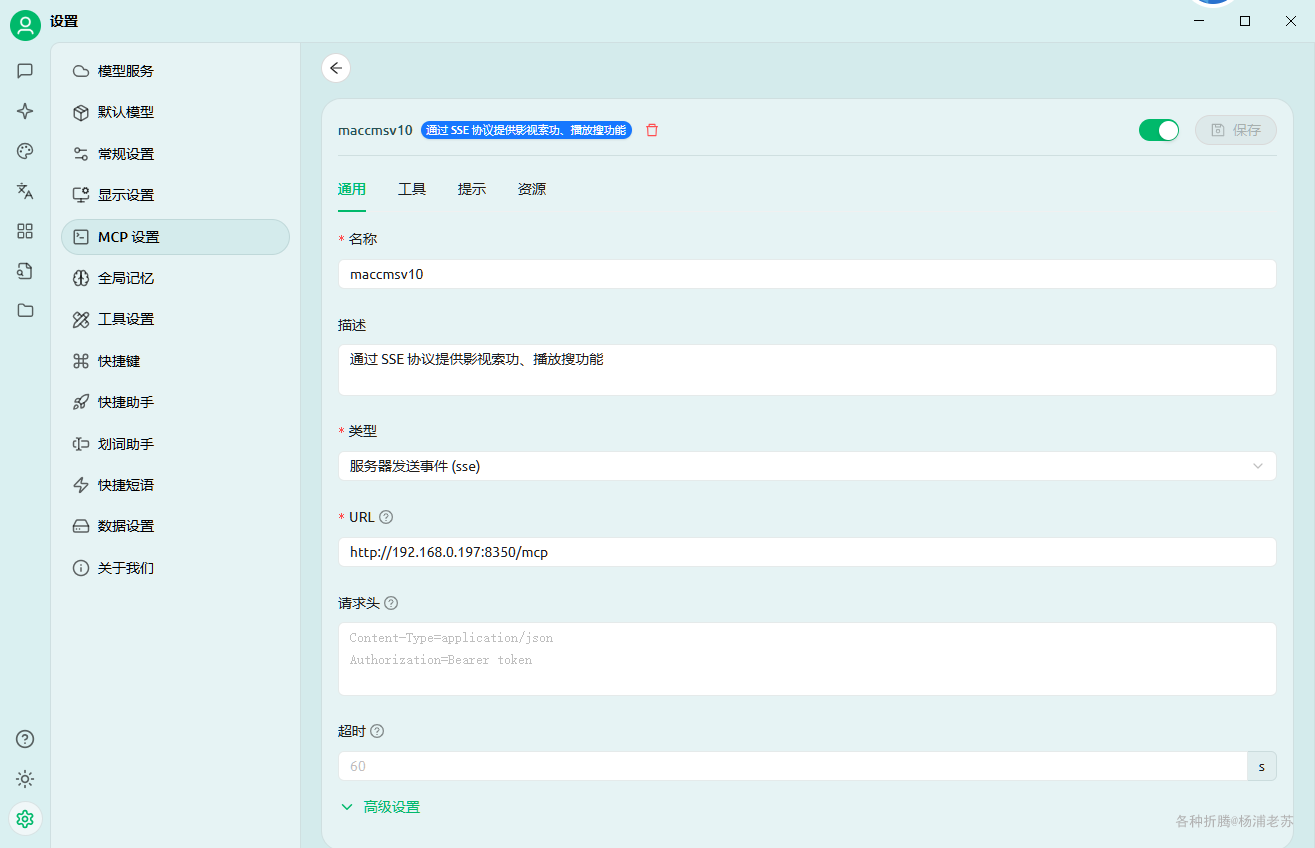 设置
模型服务
默认模型
常规设置
显示设置
MCP 设置
全局记忆
工具设置
快捷键
快捷助手
划词助手
快捷短语
数据设置
关于我们
maccmsv10 通过 SSE 协议提供影视索功、播放搜功能 保存
通用 工具 提示 资源
* 名称
maccmsv10
描述
通过 SSE 协议提供影视索功、播放搜功能
* 类型
服务器发送事件 (sse)
* URL
http://192.168.0.197:8350/mcp
请求头
Content-Type=application/json
Authorization=Bearer token
超时
60 s
高级设置
各种折腾@杨浦老苏